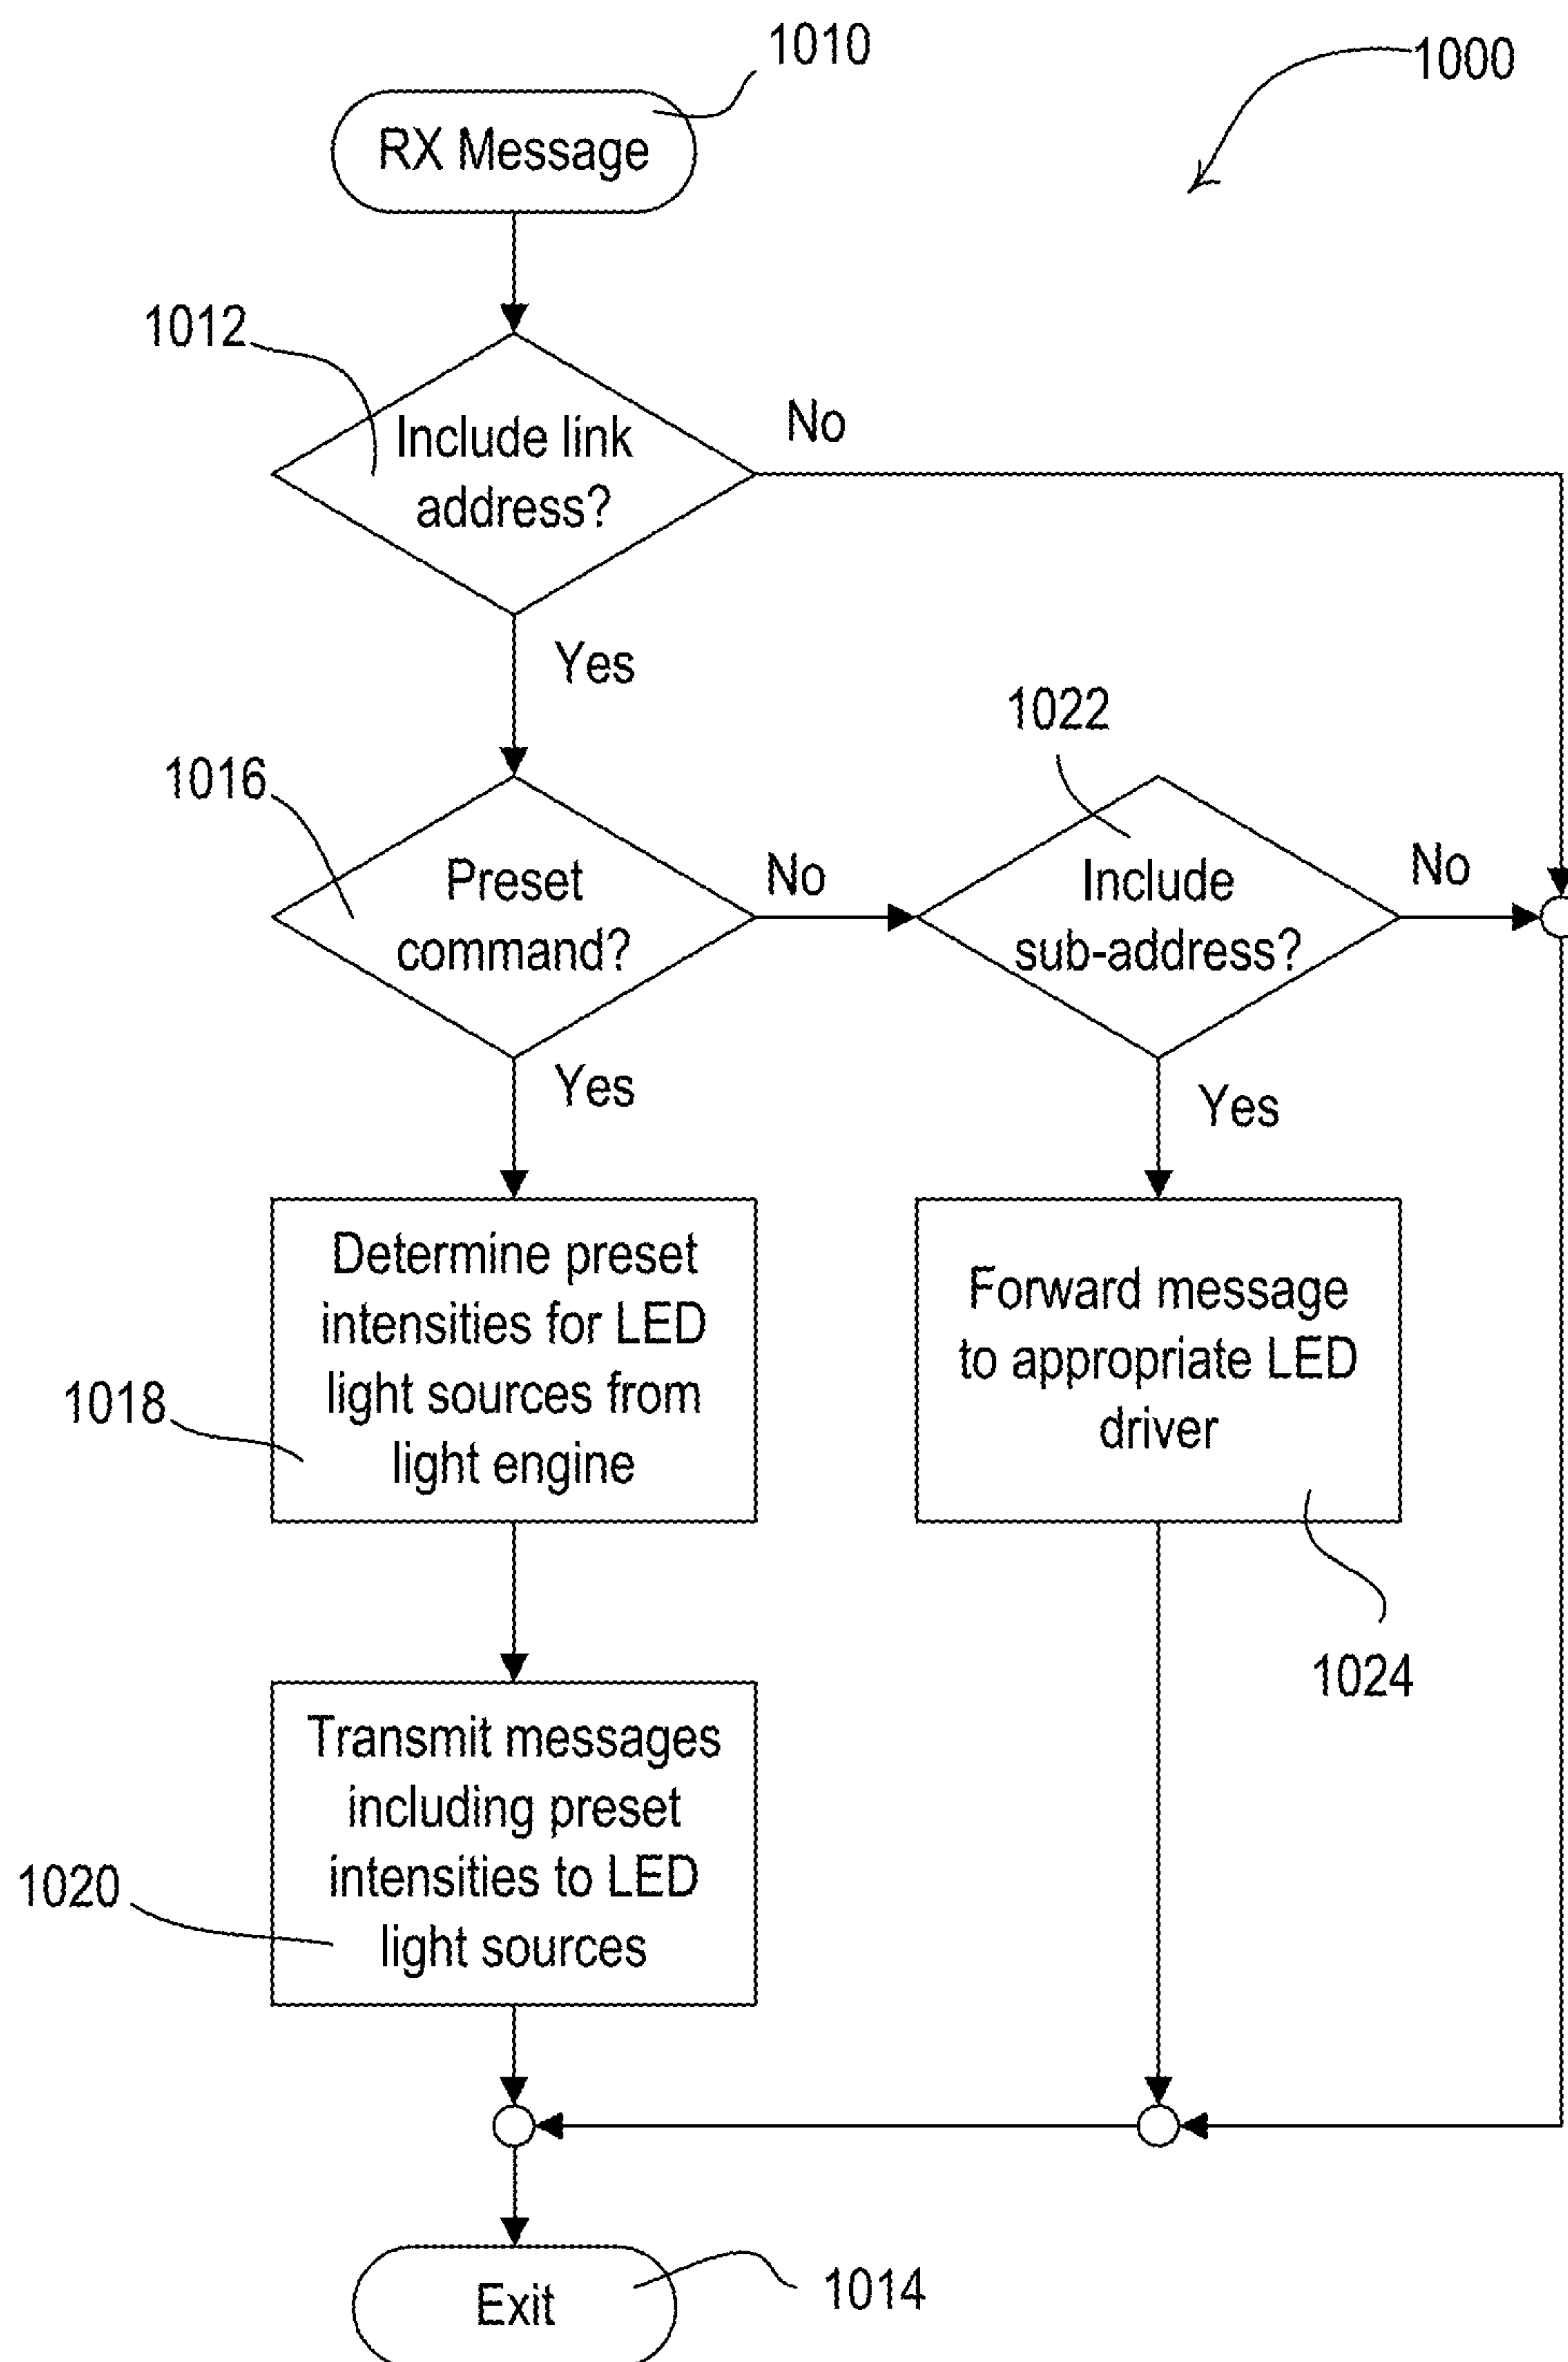 1010
1000
RX Message
1012
Include link
address?
No
Yes
1016
Preset
command?
No
1022
Include
sub-address?
No
Yes
Yes
Determine preset
intensities for LED
light sources from
light engine
1018
Forward message
to appropriate LED
driver
1024
Transmit messages
including preset
intensities to LED
light sources
1020
Exit
1014